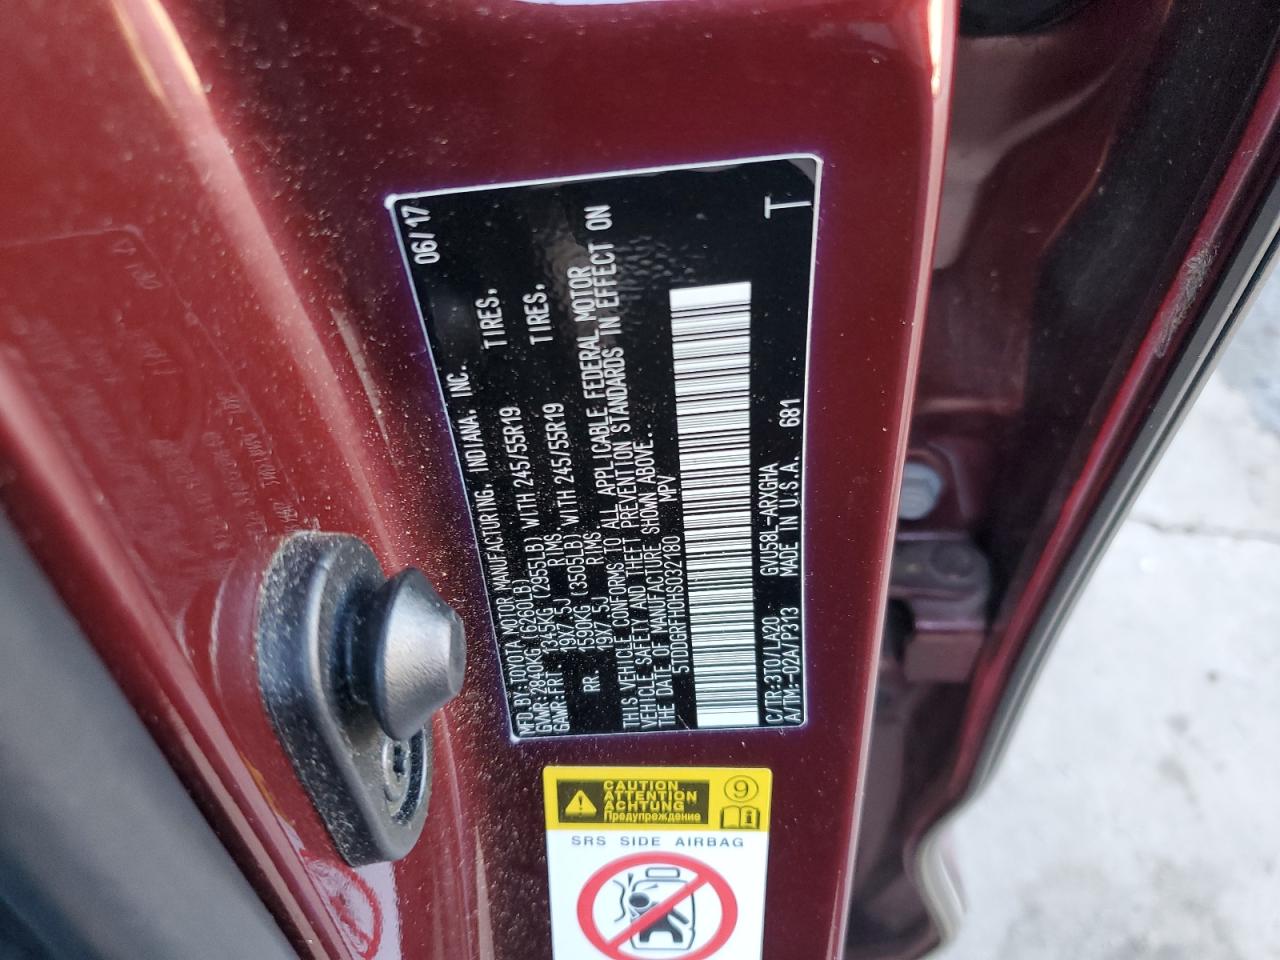 MFD.BY:TOYOTA MOTOR MANUFACTURING, INDIANA, INC. 06/17
GVWR:2840KG (6260LB)
GAWR:FRT 1345KG (2955LB) WITH 245/55R19 TIRES,
19X7.5J RIMS,
RR. 1590KG (3505LB) WITH 245/55R19 TIRES,
19X7.5J RIMS,
THIS VEHICLE CONFORMS TO ALL APPLICABLE FEDERAL MOTOR
VEHICLE SAFETY AND THEFT PREVENTION STANDARDS IN EFFECT ON
THE DATE OF MANUFACTURE SHOWN ABOVE.
5TDDGRFH0HS032780 MPV
C/TR:3T0/LA20 GVU58L-ARXGHA
A/TM:-02A/P313 MADE IN U.S.A. 681
T
CAUTION
ATTENTION
ACHTUNG
Предупреждение
9
SRS SIDE AIRBAG